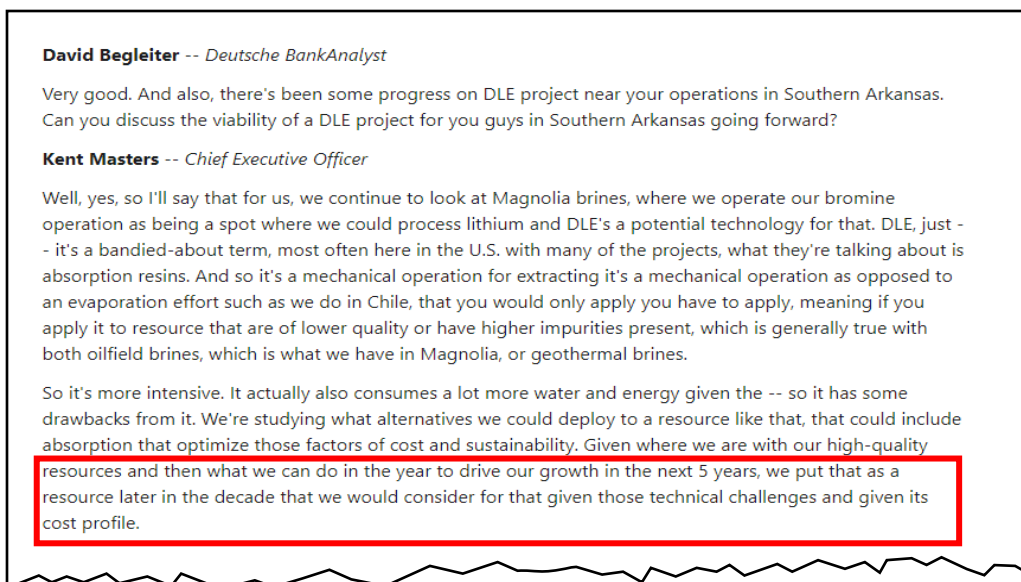 David Begleiter -- Deutsche BankAnalyst
Very good. And also, there's been some progress on DLE project near your operations in Southern Arkansas.
Can you discuss the viability of a DLE project for you guys in Southern Arkansas going forward?
Kent Masters -- Chief Executive Officer
Well, yes, so I'll say that for us, we continue to look at Magnolia brines, where we operate our bromine
operation as being a spot where we could process lithium and DLE's a potential technology for that. DLE, just -
- it's a bandied-about term, most often here in the U.S. with many of the projects, what they're talking about is
absorption resins. And so it's a mechanical operation for extracting it's a mechanical operation as opposed to
an evaporation effort such as we do in Chile, that you would only apply you have to apply, meaning if you
apply it to resource that are of lower quality or have higher impurities present, which is generally true with
both oilfield brines, which is what we have in Magnolia, or geothermal brines.
So it's more intensive. It actually also consumes a lot more water and energy given the -- so it has some
drawbacks from it. We're studying what alternatives we could deploy to a resource like that, that could include
absorption that optimize those factors of cost and sustainability. Given where we are with our high-quality
resources and then what we can do in the year to drive our growth in the next 5 years, we put that as a
resource later in the decade that we would consider for that given those technical challenges and given its
cost profile.